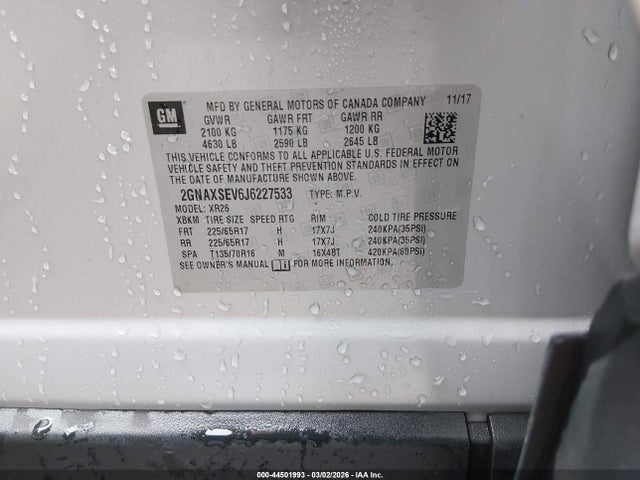 GM
MFD BY GENERAL MOTORS OF CANADA COMPANY 11/17
GVWR GAWR FRT GAWR RR
2100 KG 1175 KG 1200 KG
4630 LB 2590 LB 2645 LB
THIS VEHICLE CONFORMS TO ALL APPLICABLE U.S. FEDERAL MOTOR
VEHICLE SAFETY AND THEFT PREVENTION STANDARDS IN EFFECT ON
THE DATE OF MANUFACTURE SHOWN ABOVE.
2GNAXSEV6J6227533 TYPE: M.P.V.
MODEL: XR26
XBKM TIRE SIZE SPEED RTG RIM COLD TIRE PRESSURE
FRT 225/65R17 H 17X7J 240KPA(35PSI)
RR 225/65R17 H 17X7J 240KPA(35PSI)
SPA T135/70R16 M 16X4BT 420KPA(60PSI)
SEE OWNER'S MANUAL FOR MORE INFORMATION.
000-44501993 - 03/02/2026 - IAA Inc.